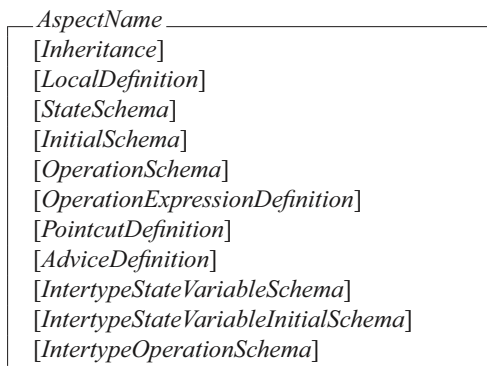 AspectName
[Inheritance]
[LocalDefinition]
[StateSchema]
[InitialSchema]
[OperationSchema]
[OperationExpressionDefinition]
[PointcutDefinition]
[AdviceDefinition]
[IntertypeStateVariableSchema]
[IntertypeStateVariableInitialSchema]
[IntertypeOperationSchema]